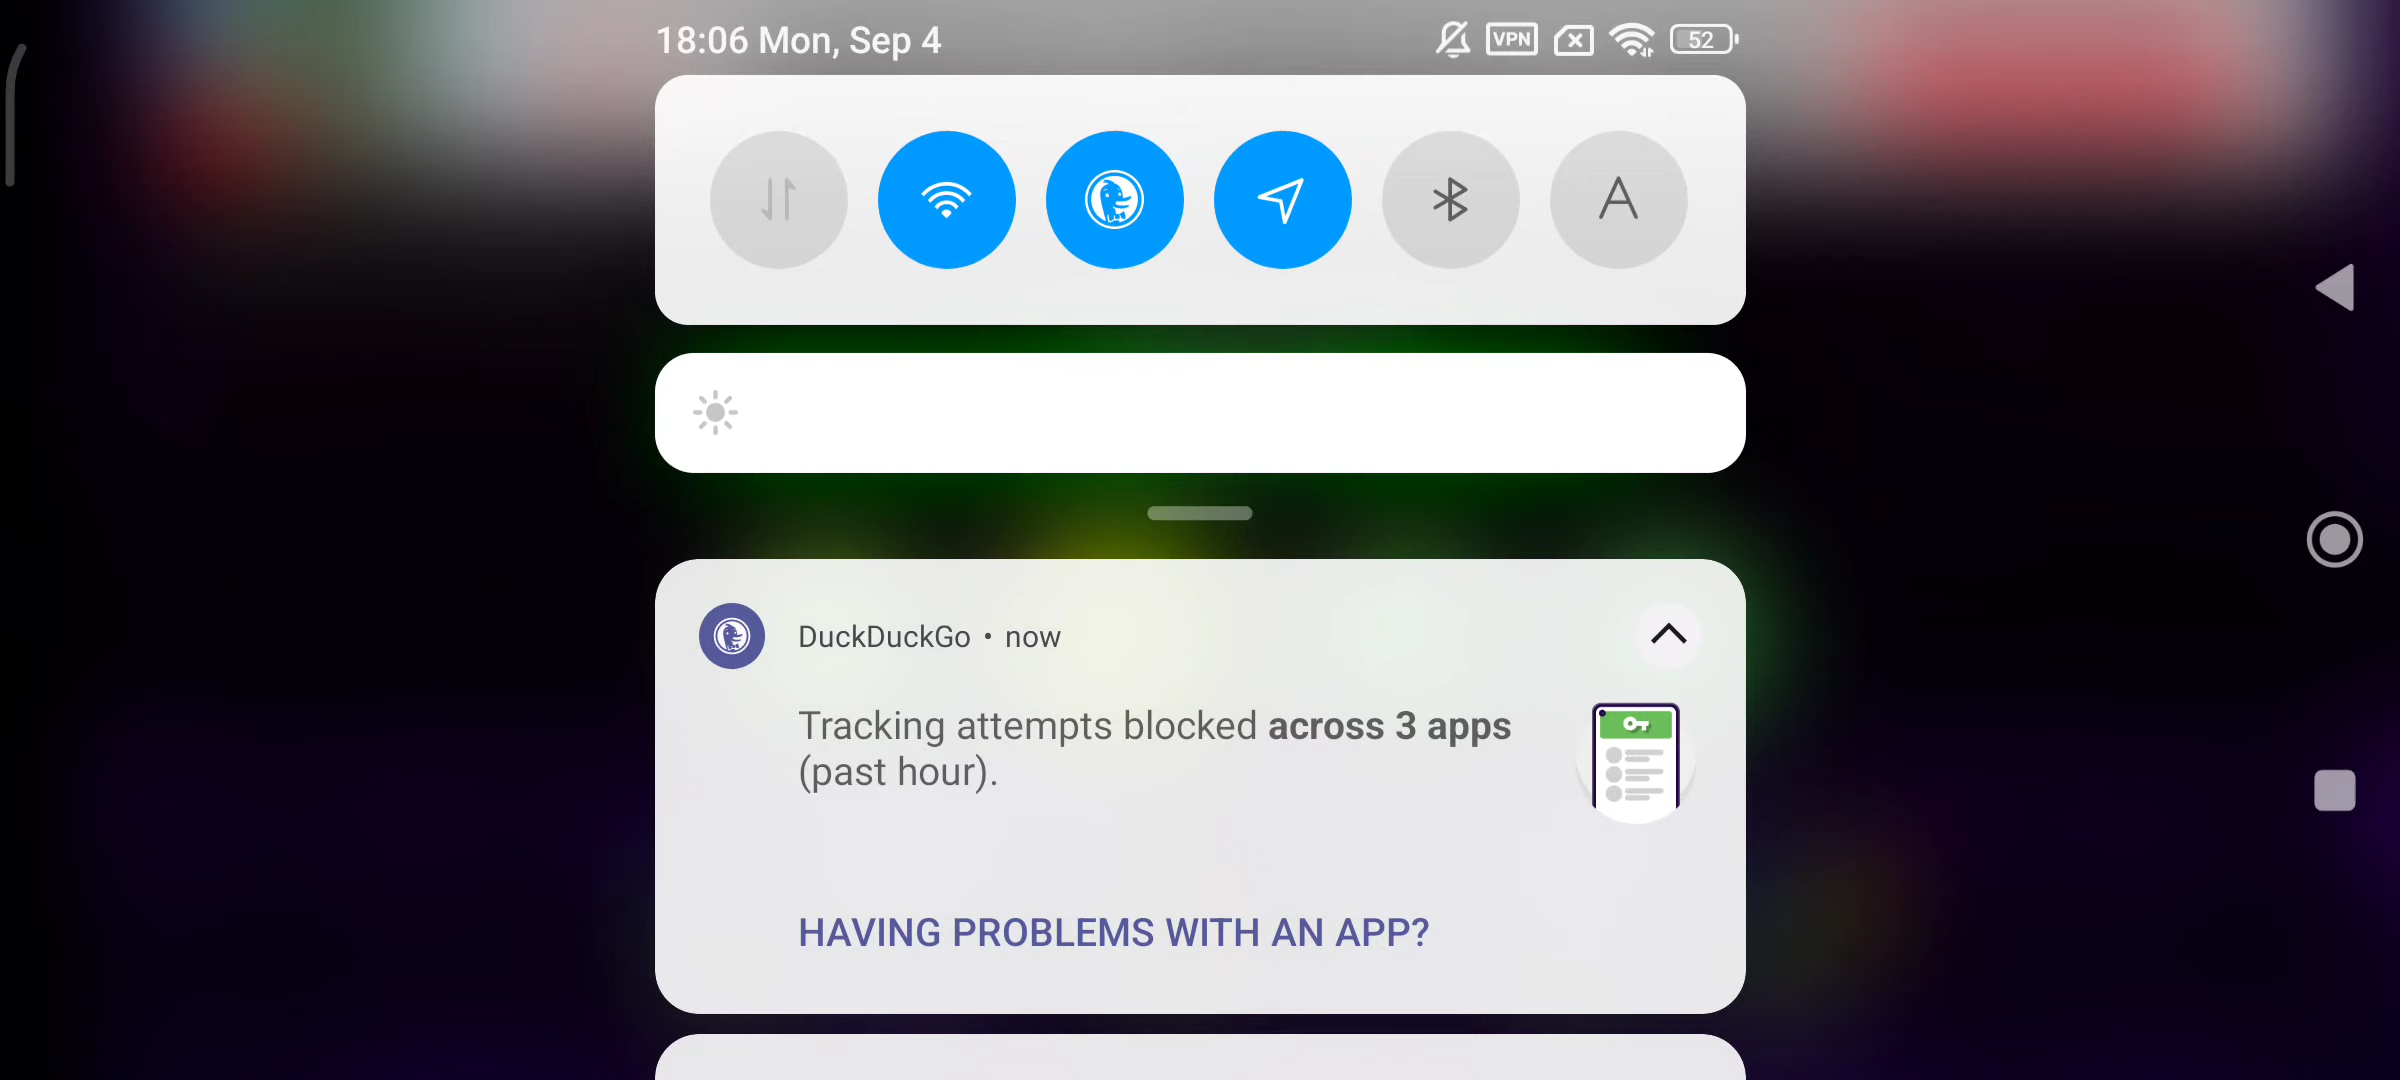 18:06 Mon, Sep 4
VPN
52
A
DuckDuckGo • now
Tracking attempts blocked across 3 apps
(past hour).
HAVING PROBLEMS WITH AN APP?